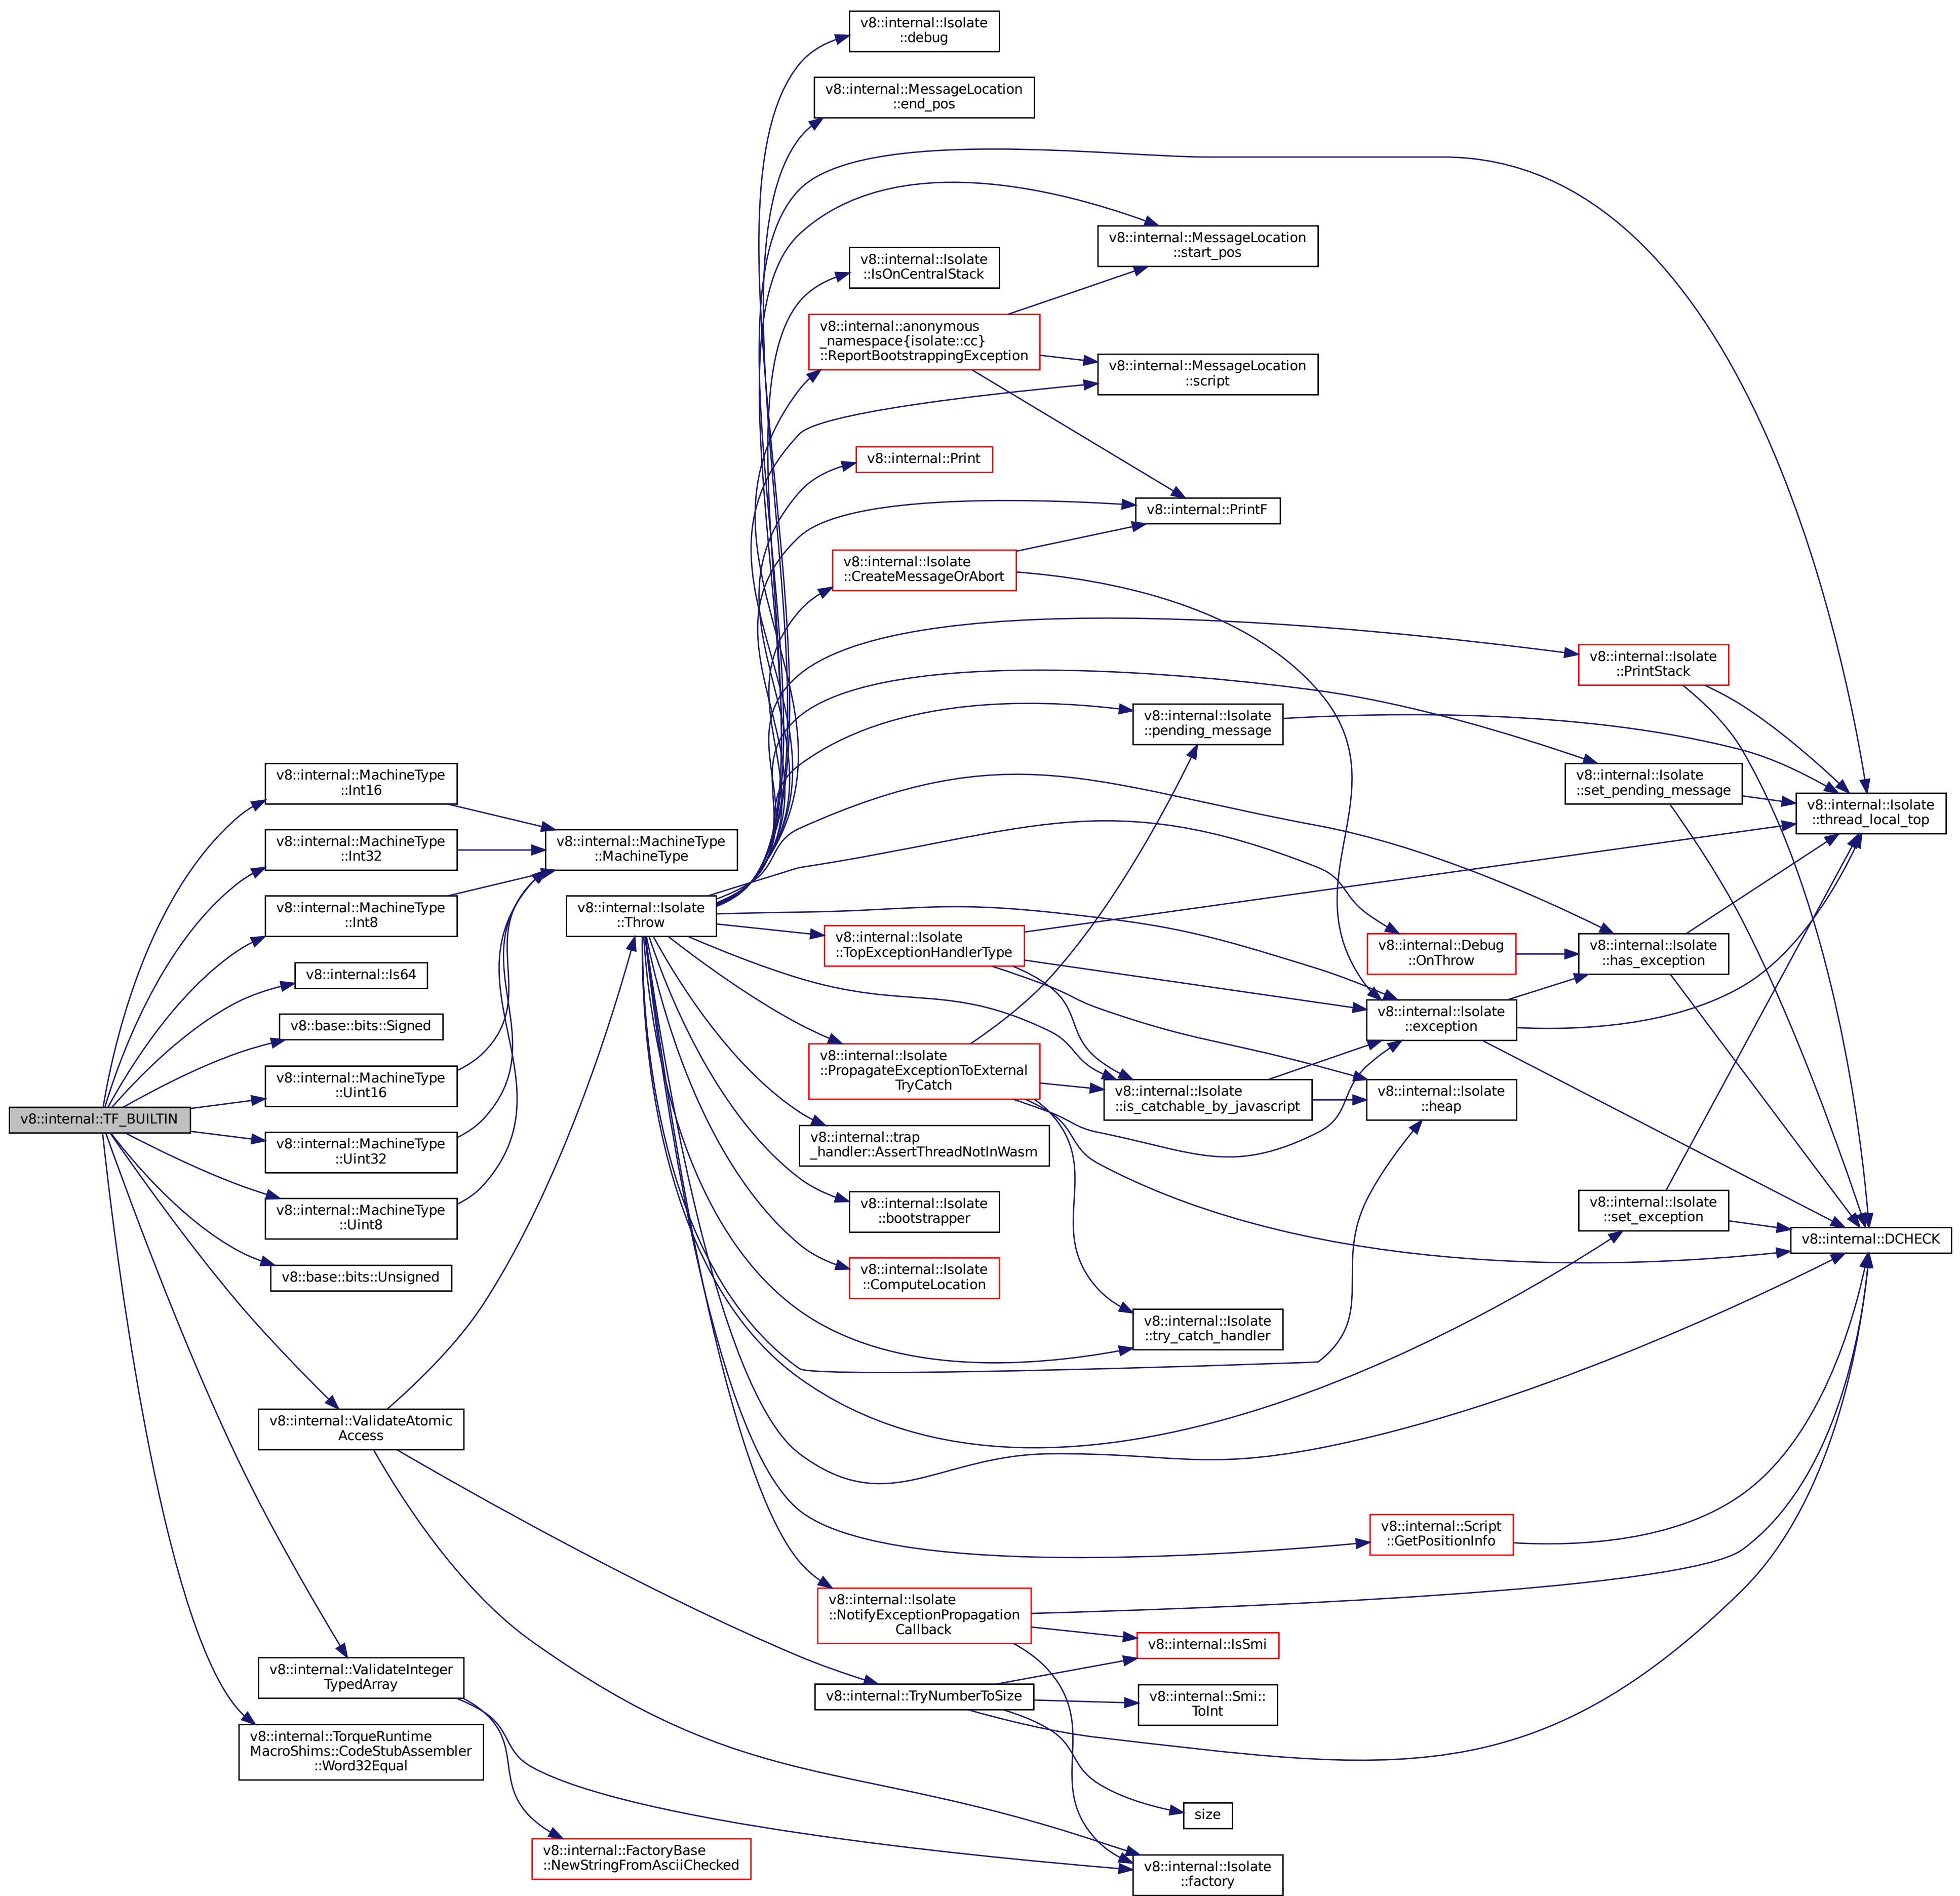 v8::internal::Isolate
::debug
v8::internal::MessageLocation
::end_pos
v8::internal::MessageLocation
::start_pos
v8::internal::Isolate
::IsOnCentralStack
v8::internal::anonymous
_namespace{isolate::cc}
::ReportBootstrappingException
v8::internal::MessageLocation
::script
v8::internal::Print
v8::internal::PrintF
v8::internal::Isolate
::CreateMessageOrAbort
v8::internal::Isolate
::PrintStack
v8::internal::Isolate
::pending_message
v8::internal::MachineType
::Int16
v8::internal::Isolate
::set_pending_message
v8::internal::Isolate
::thread_local_top
v8::internal::MachineType
::Int32
v8::internal::MachineType
::MachineType
v8::internal::MachineType
::Int8
v8::internal::Isolate
::Throw
v8::internal::Isolate
::TopExceptionHandlerType
v8::internal::Debug
::OnThrow
v8::internal::Isolate
::has_exception
v8::internal::Is64
v8::internal::Isolate
::exception
v8::base::bits::Signed
v8::internal::Isolate
::PropagateExceptionToExternal
TryCatch
v8::internal::MachineType
::Uint16
v8::internal::Isolate
::is_catchable_by_javascript
v8::internal::Isolate
::heap
v8::internal::TF_BUILTIN
v8::internal::MachineType
::Uint32
v8::internal::trap
_handler::AssertThreadNotInWasm
v8::internal::MachineType
::Uint8
v8::internal::Isolate
::bootstrapper
v8::internal::Isolate
::set_exception
v8::internal::DCHECK
v8::base::bits::Unsigned
v8::internal::Isolate
::ComputeLocation
v8::internal::Isolate
::try_catch_handler
v8::internal::ValidateAtomic
Access
v8::internal::Script
::GetPositionInfo
v8::internal::Isolate
::NotifyExceptionPropagation
Callback
v8::internal::IsSmi
v8::internal::ValidateInteger
TypedArray
v8::internal::TryNumberToSize
v8::internal::Smi::
ToInt
v8::internal::TorqueRuntime
MacroShims::CodeStubAssembler
::Word32Equal
size
v8::internal::FactoryBase
::NewStringFromAsciiChecked
v8::internal::Isolate
::factory